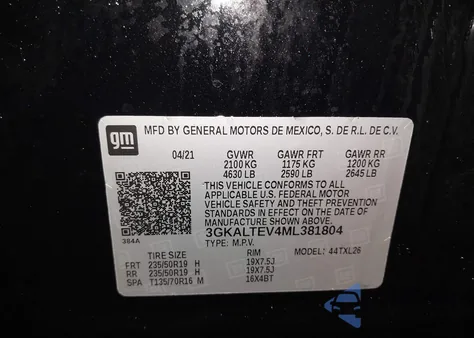 gm
MFD BY GENERAL MOTORS DE MEXICO, S. DE R.L. DE C.V.
04/21 GVWR GAWR FRT GAWR RR
2100 KG 1175 KG 1200 KG
4630 LB 2590 LB 2645 LB
THIS VEHICLE CONFORMS TO ALL
APPLICABLE U.S. FEDERAL MOTOR
VEHICLE SAFETY AND THEFT PREVENTION
STANDARDS IN EFFECT ON THE DATE OF
MANUFACTURE SHOWN ABOVE.
384A
3GKALTEV4ML381804
TYPE: M.P.V. MODEL: 44TXL26
TIRE SIZE RIM
FRT 235/50R19 H 19X7.5J
RR 235/50R19 H 19X7.5J
SPA T135/70R16 M 16X4BT